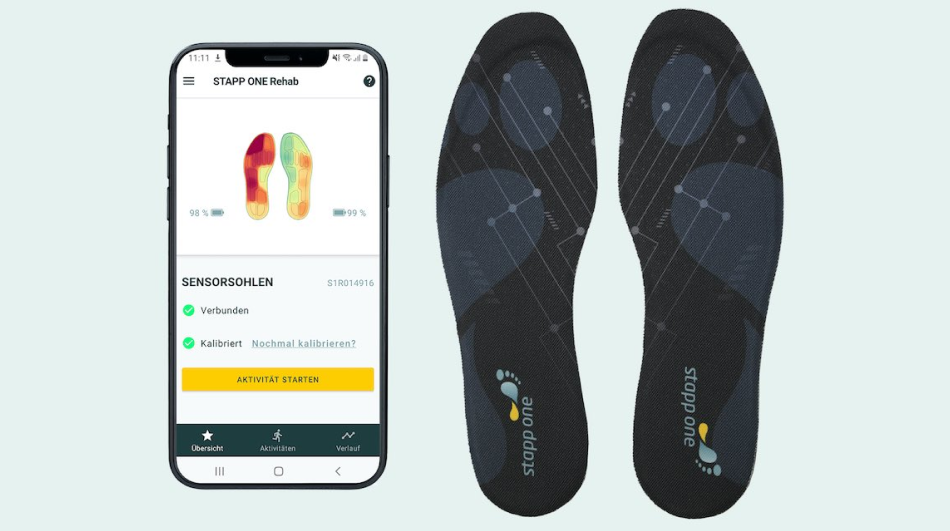 11:11
STAPP ONE Rehab
?
98 %
99 %
SENSORSOHLEN
S1R014916
Verbunden
Kalibriert Nochmal kalibrieren?
AKTIVITÄT STARTEN
Übersicht
Aktivitäten
Verlauf
stapp one
stapp one